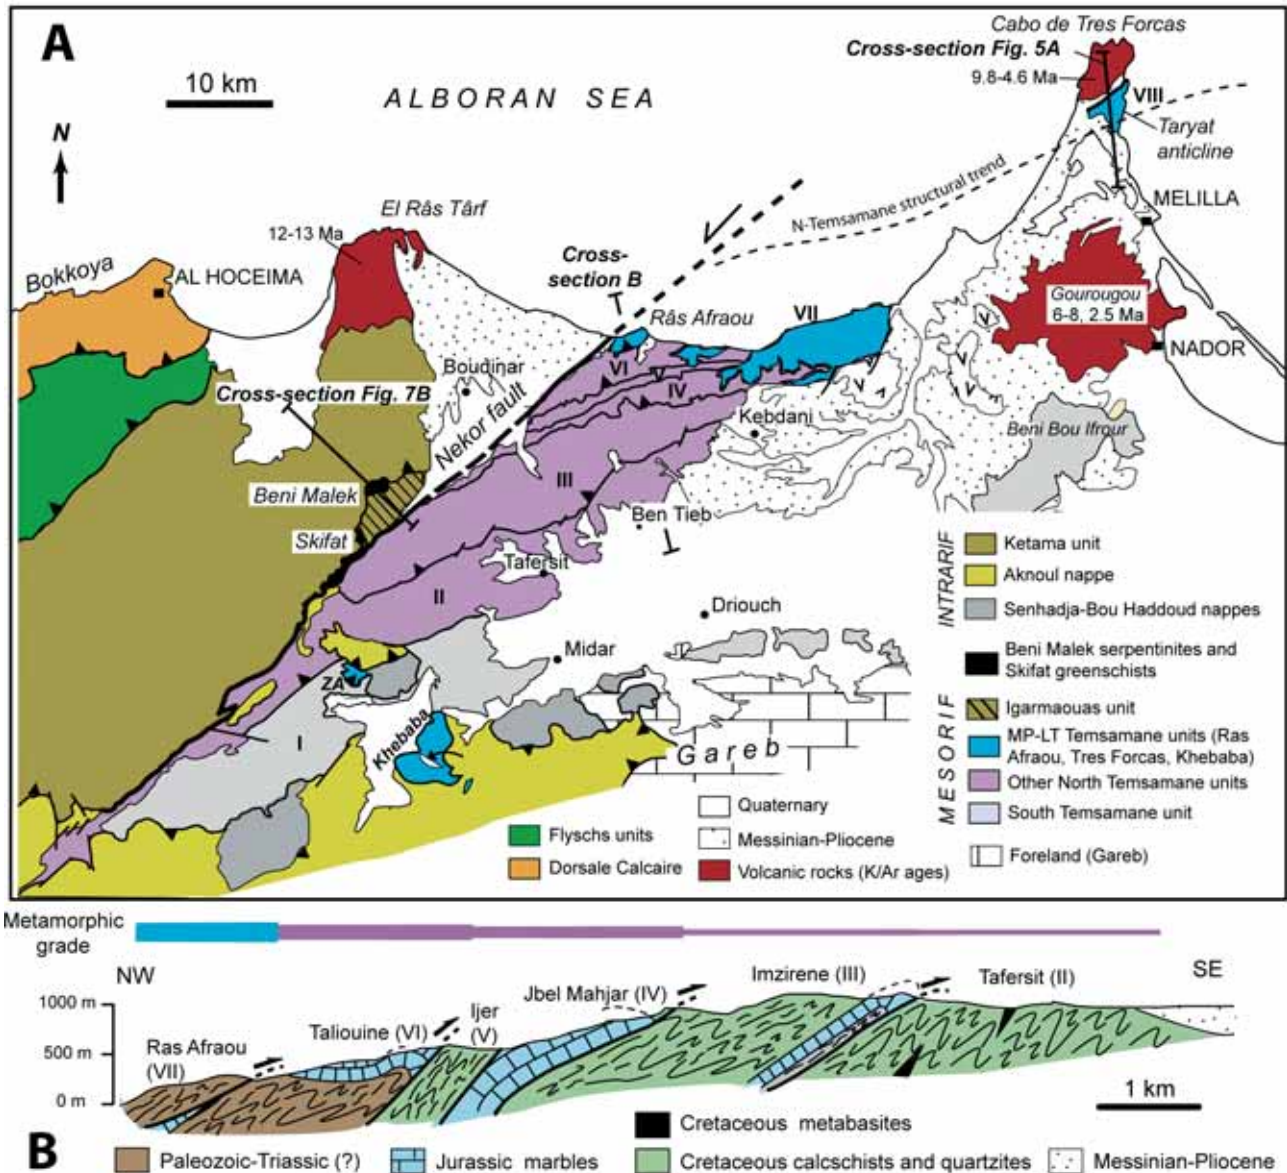 A
10 km
N
ALBORAN SEA
Cabo de Tres Forcas
Cross-section Fig. 5A
9.8-4.6 Ma
VIII
Taryat
anticline
N-Temsamane structural trend
MELILLA
El Râs Târf
12-13 Ma
Bokkoya
AL HOCEIMA
Cross-
section B
Râs Afraou
VII
Gourougou
6-8, 2.5 Ma
NADOR
Boudinar
VI
V
IV
Cross-section Fig. 7B
Nekor fault
Kebdani
Beni Bou Ifrour
III
Beni Malek
Skifat
Ben Tieb
Tafersit
II
Driouch
Midar
ZA
I
Khebaba
Gareb
INTRARIF
Ketama unit
Aknoul nappe
Senhadja-Bou Haddoud nappes
Beni Malek serpentinites and
Skifat greenschists
MESORIF
Igarmaouas unit
MP-LT Temsamane units (Ras
Afraou, Tres Forcas, Khebaba)
Other North Temsamane units
South Temsamane unit
Foreland (Gareb)
Quaternary
Messinian-Pliocene
Volcanic rocks (K/Ar ages)
Flyschs units
Dorsale Calcaire
Metamorphic
grade
NW
SE
1000 m
500 m
0 m
Ras Afraou
(VII)
Taliouine (VI)
Ijer
(V)
Jbel Mahjar (IV)
Imzirene (III)
Tafersit (II)
1 km
B
Cretaceous metabasites
Paleozoic-Triassic (?)
Jurassic marbles
Cretaceous calcschists and quartzites
Messinian-Pliocene